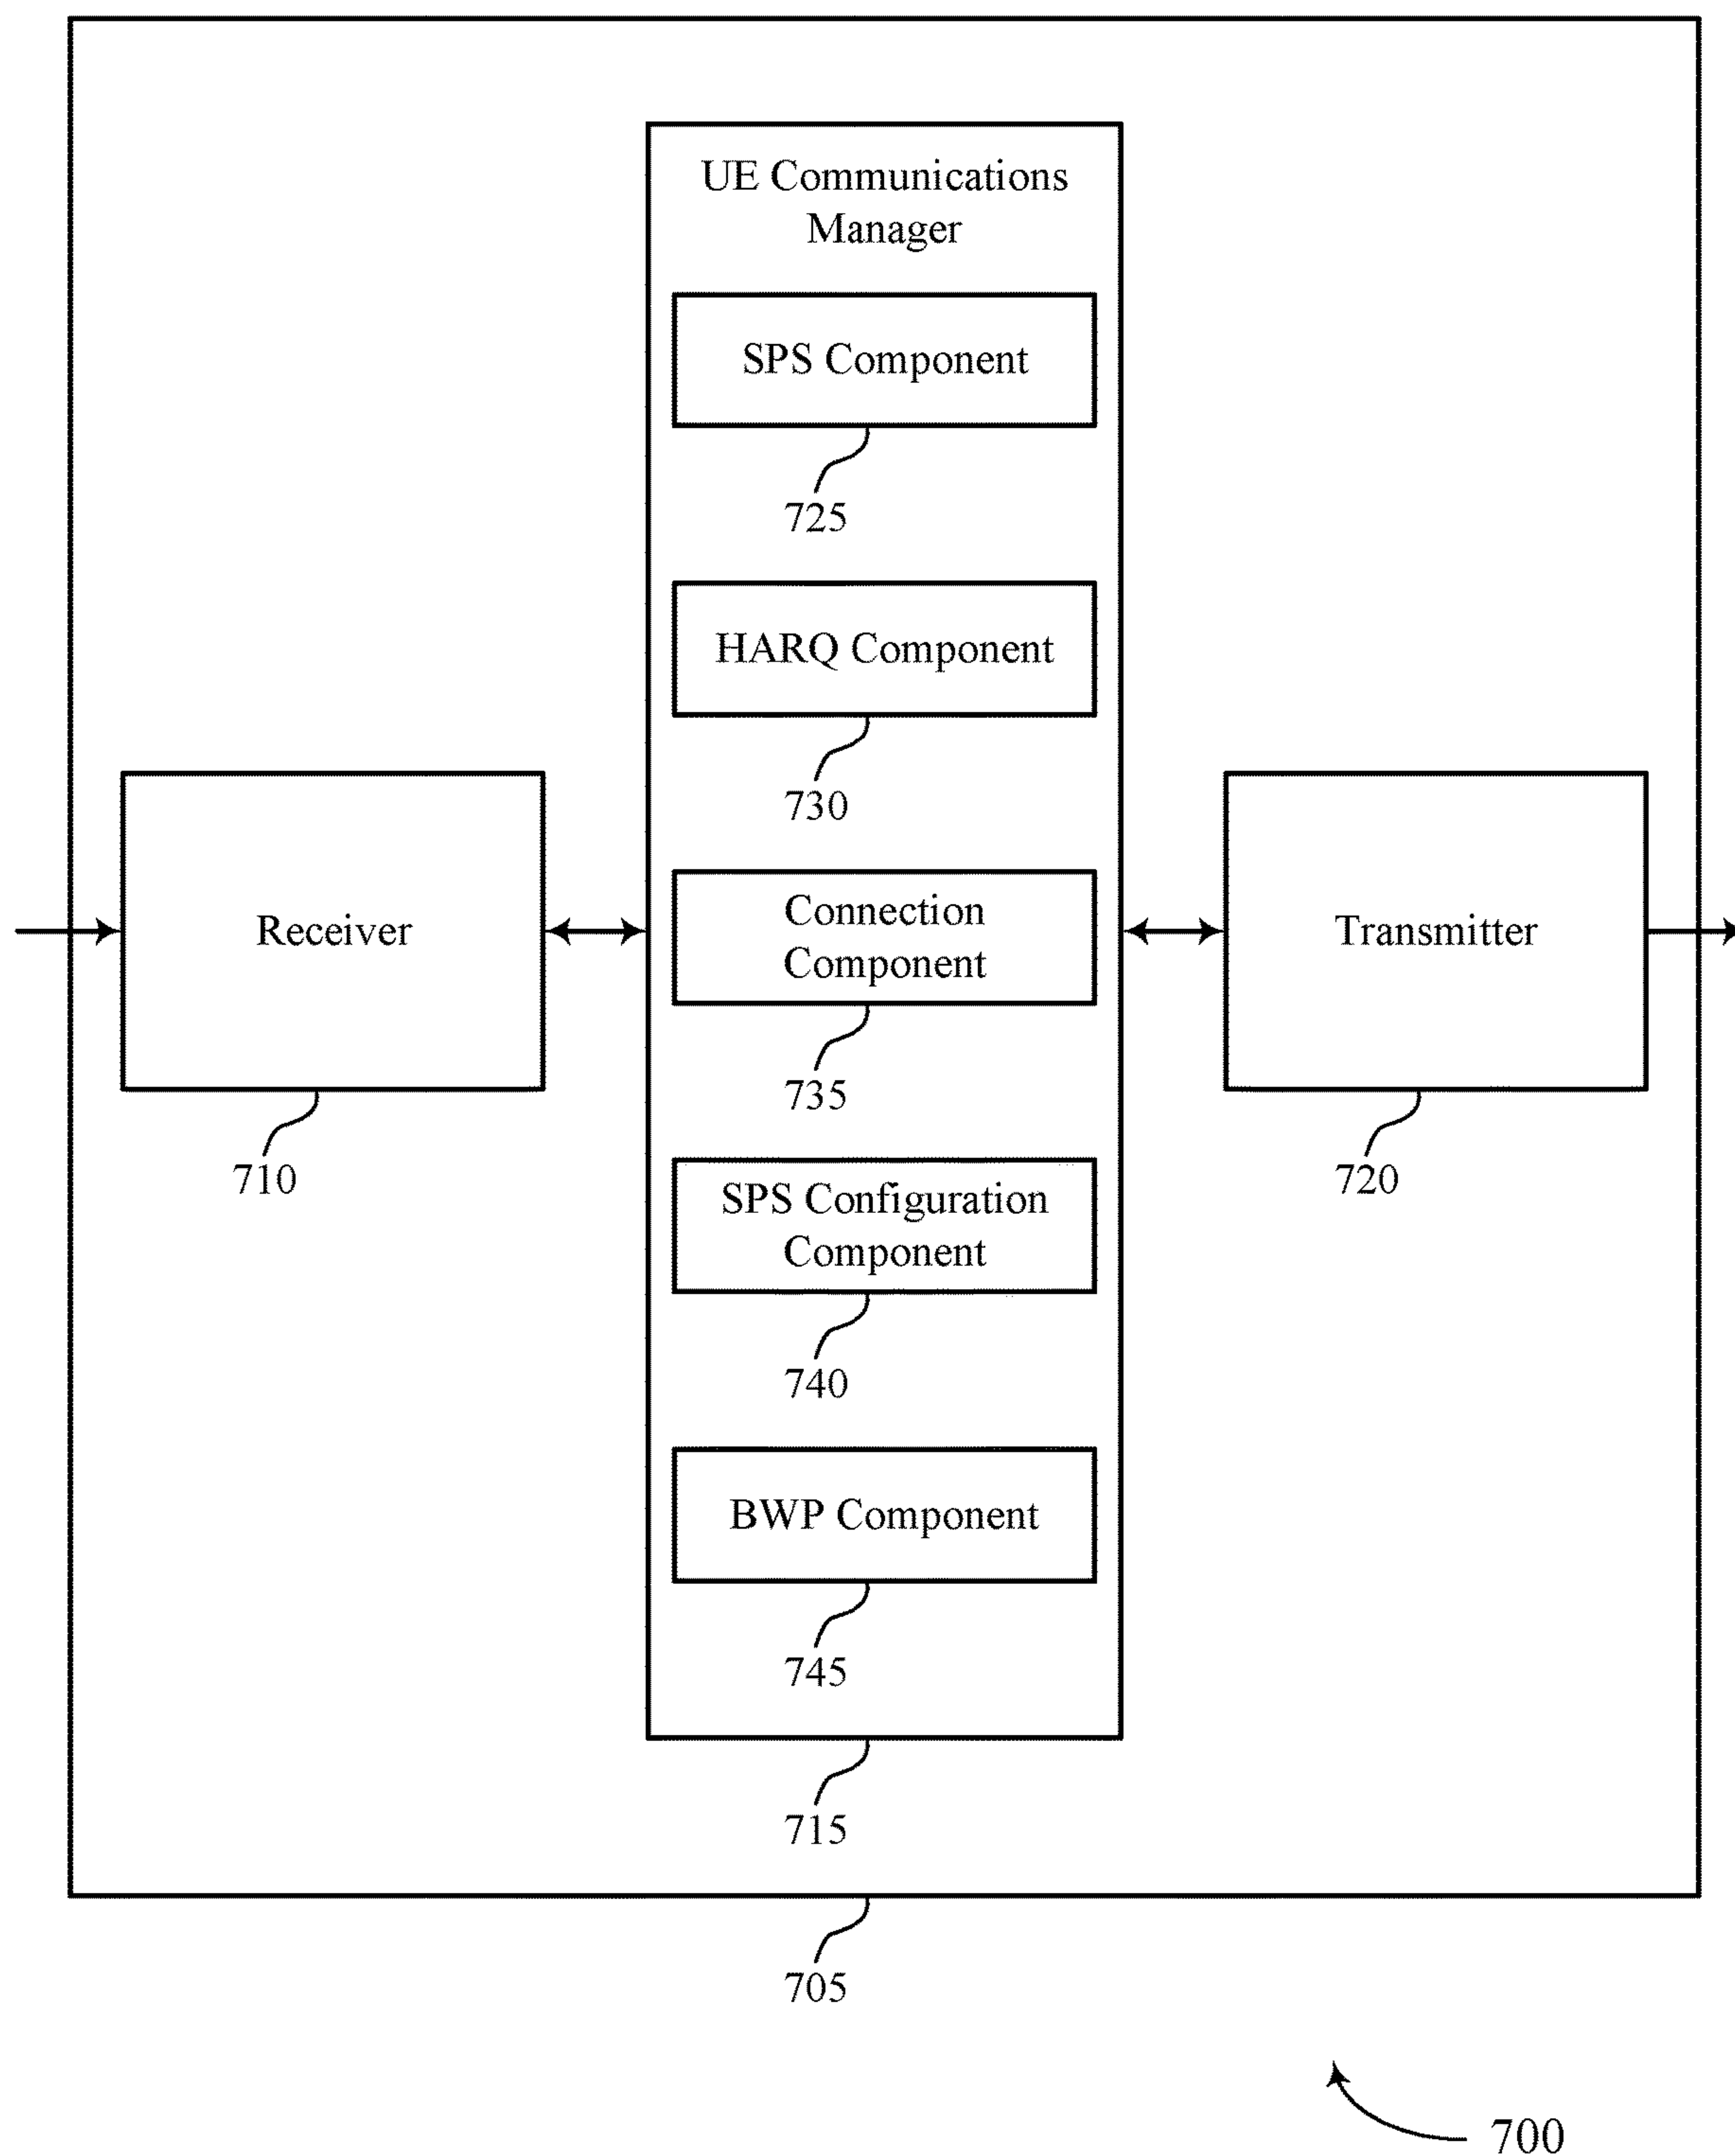 UE Communications
Manager
SPS Component
725
HARQ Component
730
Receiver
710
Connection
Component
735
Transmitter
720
SPS Configuration
Component
740
BWP Component
745
715
705
700